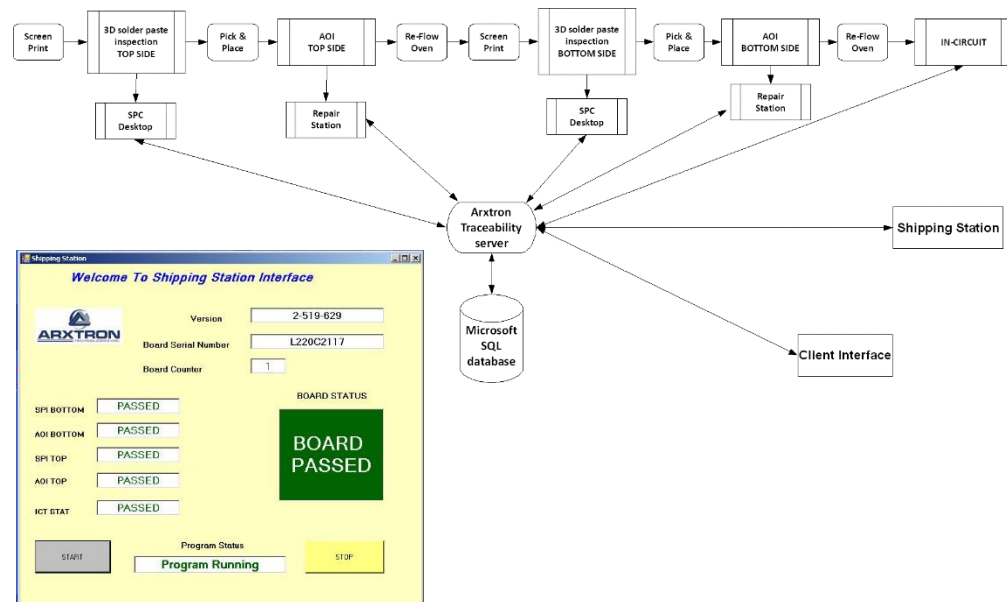 Screen
Print
3D solder paste
inspection
TOP SIDE
Pick &
Place
AOI
TOP SIDE
Re-Flow
Oven
Screen
Print
3D solder paste
inspection
BOTTOM SIDE
Pick &
Place
AOI
BOTTOM SIDE
Re-Flow
Oven
IN-CIRCUIT
SPC
Desktop
Repair
Station
SPC
Desktop
Repair
Station
Arxtron
Traceability
server
Shipping Station
Microsoft
SQL
database
Client Interface
Shipping Station
Welcome To Shipping Station Interface
ARXTRON
Version 2-519-629
Board Serial Number L220C2117
Board Counter 1
BOARD STATUS
BOARD
PASSED
SPI BOTTOM PASSED
AOI BOTTOM PASSED
SPI TOP PASSED
AOI TOP PASSED
ICT STAT PASSED
START
Program Status
Program Running
STOP